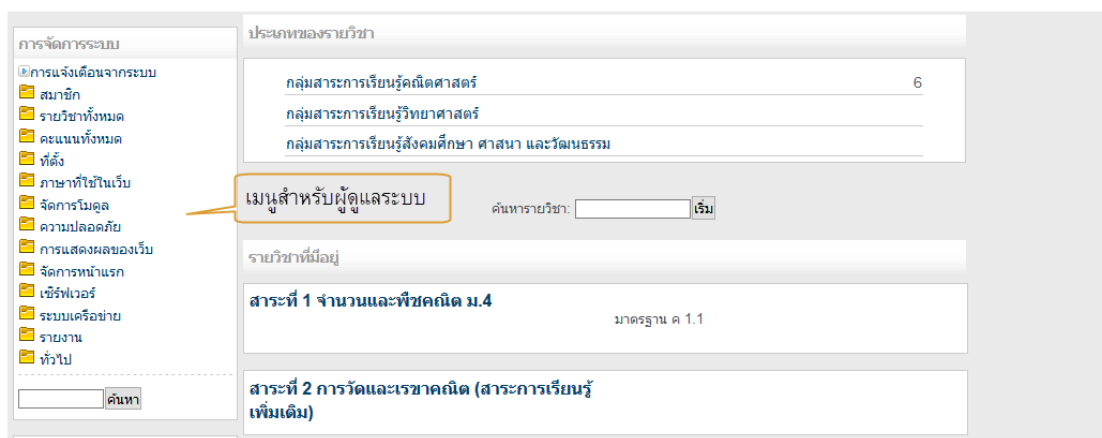 การจัดการระบบ
การแจ้งเตือนจากระบบ
สมาชิก
รายวิชาทั้งหมด
คะแนนทั้งหมด
ที่ตั้ง
ภาษาที่ใช้ในเว็บ
จัดการโมดูล
ความปลอดภัย
การแสดงผลของเว็บ
จัดการหน้าแรก
เซิร์ฟเวอร์
ระบบเครือข่าย
รายงาน
ทั่วไป
ค้นหา
เมนูสำหรับผู้ดูแลระบบ
ประเภทของรายวิชา
กลุ่มสาระการเรียนรู้คณิตศาสตร์ 6
กลุ่มสาระการเรียนรู้วิทยาศาสตร์
กลุ่มสาระการเรียนรู้สังคมศึกษา ศาสนา และวัฒนธรรม
ค้นหารายวิชา: เริ่ม
รายวิชาที่มีอยู่
สาระที่ 1 จำนวนและพีชคณิต ม.4
มาตรฐาน ค 1.1
สาระที่ 2 การวัดและเรขาคณิต (สาระการเรียนรู้
เพิ่มเติม)